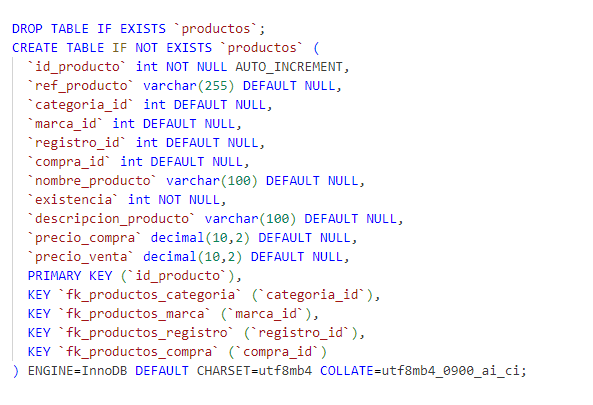 DROP TABLE IF EXISTS `productos`;
CREATE TABLE IF NOT EXISTS `productos` (
  `id_producto` int NOT NULL AUTO_INCREMENT,
  `ref_producto` varchar(255) DEFAULT NULL,
  `categoria_id` int DEFAULT NULL,
  `marca_id` int DEFAULT NULL,
  `registro_id` int DEFAULT NULL,
  `compra_id` int DEFAULT NULL,
  `nombre_producto` varchar(100) DEFAULT NULL,
  `existencia` int NOT NULL,
  `descripcion_producto` varchar(100) DEFAULT NULL,
  `precio_compra` decimal(10,2) DEFAULT NULL,
  `precio_venta` decimal(10,2) DEFAULT NULL,
  PRIMARY KEY (`id_producto`),
  KEY `fk_productos_categoria` (`categoria_id`),
  KEY `fk_productos_marca` (`marca_id`),
  KEY `fk_productos_registro` (`registro_id`),
  KEY `fk_productos_compra` (`compra_id`)
) ENGINE=InnoDB DEFAULT CHARSET=utf8mb4 COLLATE=utf8mb4_0900_ai_ci;